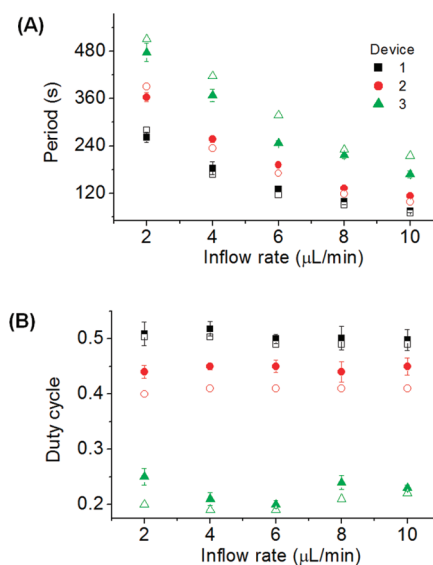 (A)
Device
1
2
3
Period (s)
480
360
240
120
2 4 6 8 10
Inflow rate (μL/min)
(B)
Duty cycle
0.5
0.4
0.3
0.2
2 4 6 8 10
Inflow rate (μL/min)